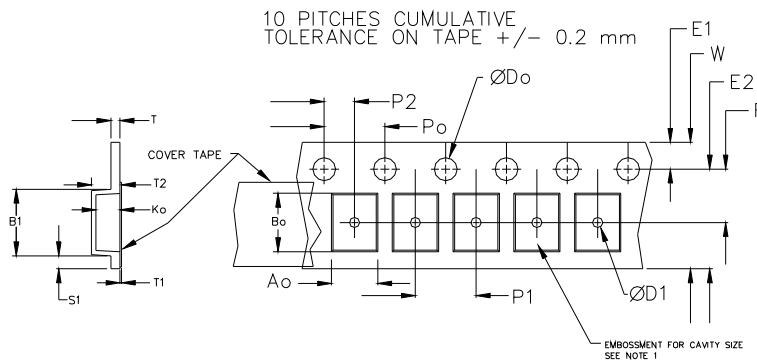 10 PITCHES CUMULATIVE
TOLERANCE ON TAPE +/- 0.2 mm
E1
W
ØDo
E2
P2
F
T
Po
COVER TAPE
T2
B1
Ko
Bo
Ao
S1
T1
P1
ØD1
EMBOSSMENT FOR CAVITY SIZE
SEE NOTE 1